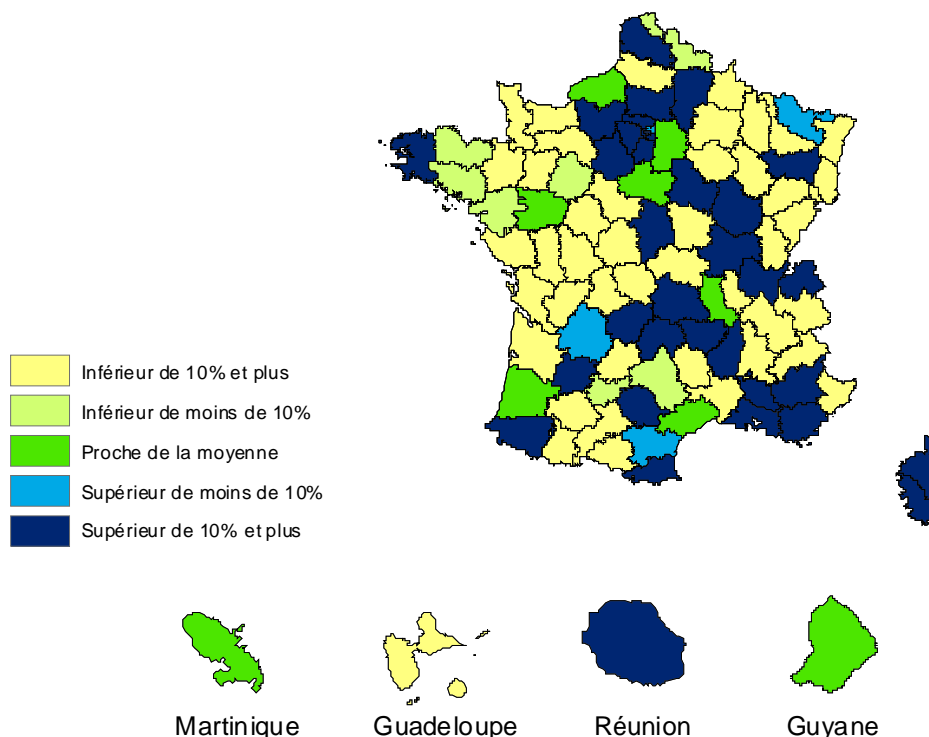 Inférieur de 10% et plus
Inférieur de moins de 10%
Proche de la moyenne
Supérieur de moins de 10%
Supérieur de 10% et plus
Martinique
Guadeloupe
Réunion
Guyane